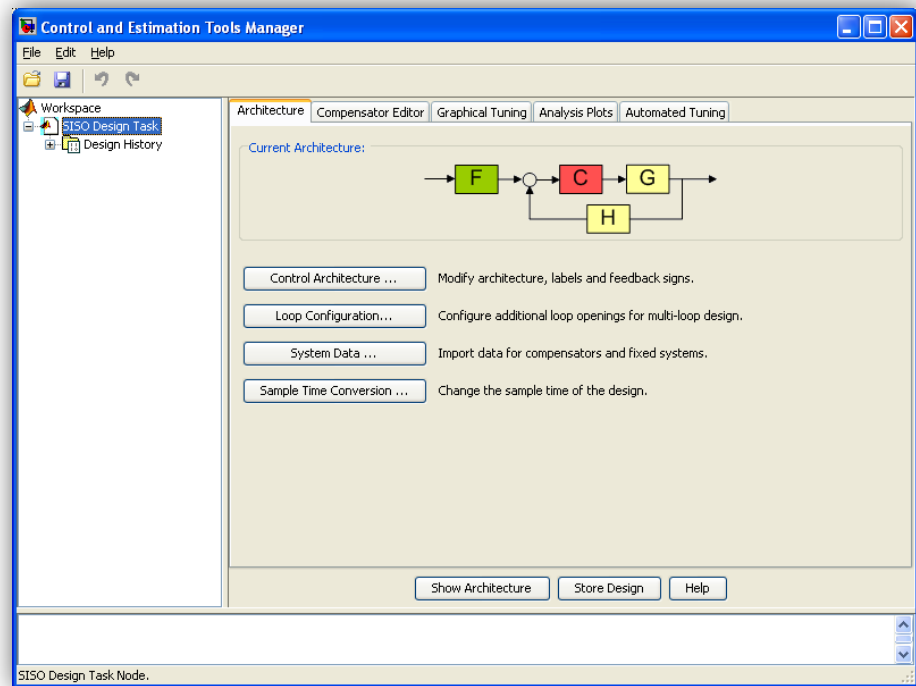 Control and Estimation Tools Manager
File Edit Help
Workspace
SISO Design Task
Design History
Architecture Compensator Editor Graphical Tuning Analysis Plots Automated Tuning
Current Architecture:
F C G
H
Control Architecture ... Modify architecture, labels and feedback signs.
Loop Configuration... Configure additional loop openings for multi-loop design.
System Data ... Import data for compensators and fixed systems.
Sample Time Conversion ... Change the sample time of the design.
Show Architecture Store Design Help
SISO Design Task Node.